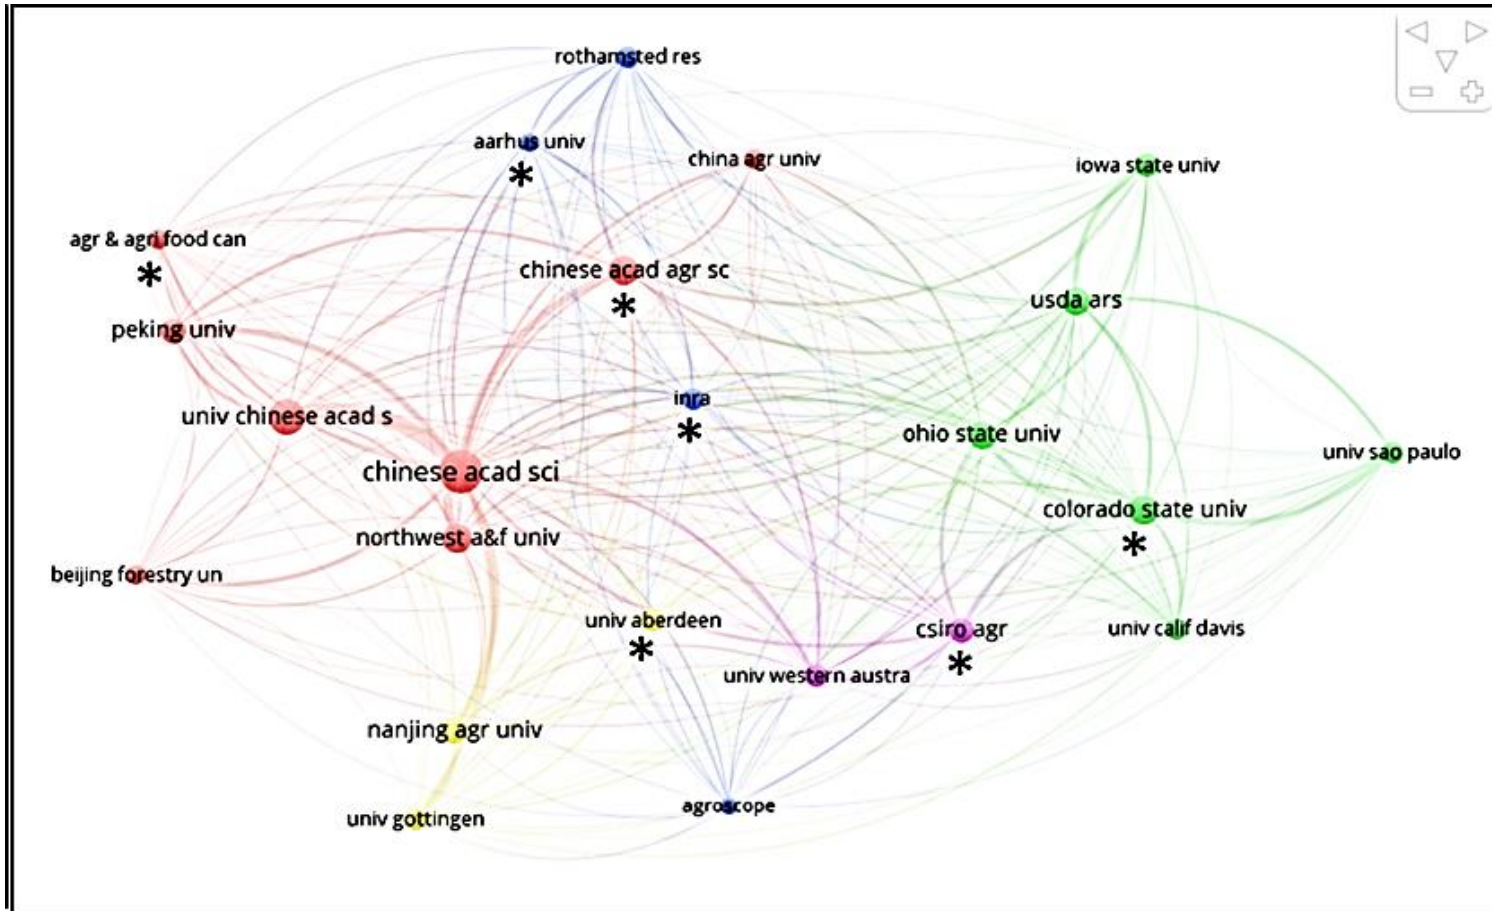 rothamsted res
aarhus univ
*
china agr univ
iowa state univ
agr & agri food can
*
chinese acad agr sc
*
usda ars
peking univ
inra
*
univ chinese acad s
ohio state univ
univ sao paulo
chinese acad sci
colorado state univ
*
northwest a&f univ
beijing forestry un
univ aberdeen
*
csiro agr
*
univ calif davis
univ western austra
nanjing agr univ
agroscope
univ gottingen